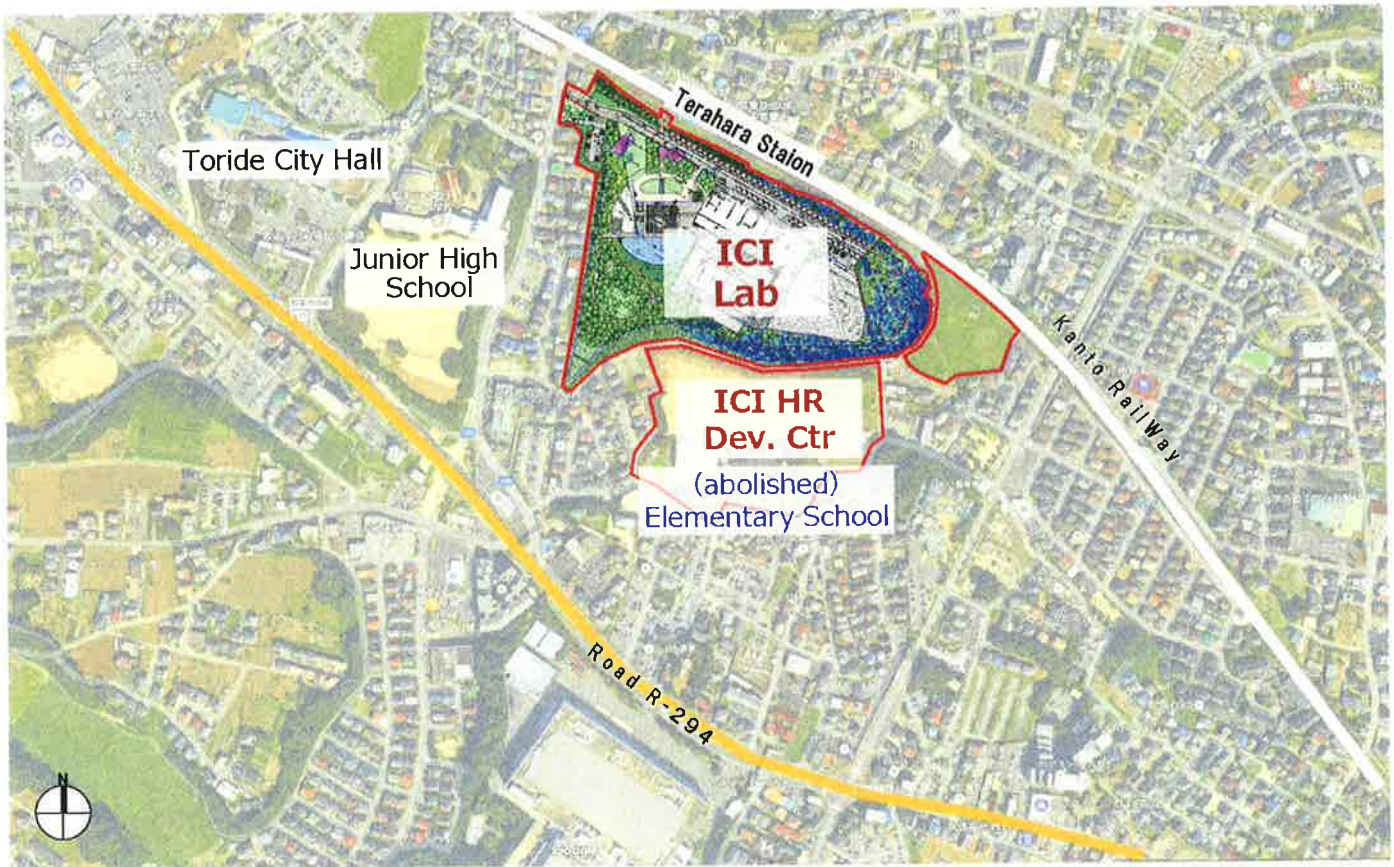 Terahara Staion
Toride City Hall
Junior High
School
ICI
Lab
Kanto RailWay
ICI HR
Dev. Ctr
(abolished)
Elementary School
Road R-294
N